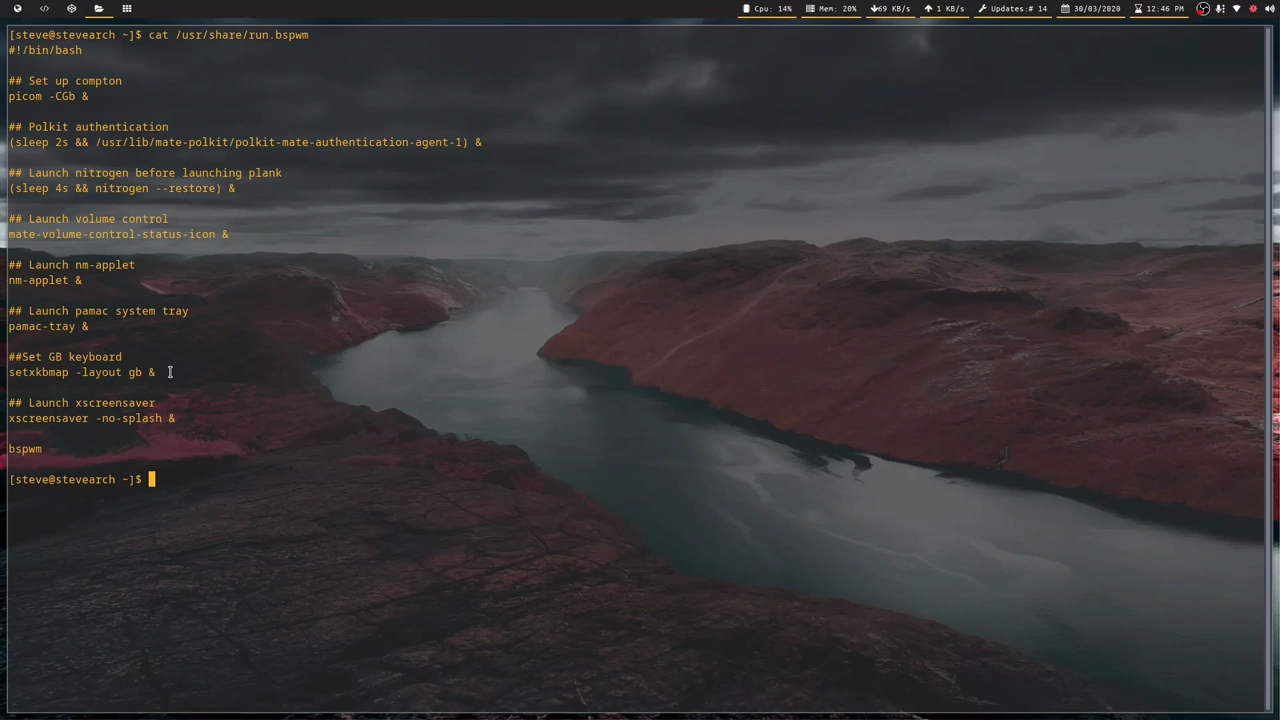 Cpu: 14% Mem: 20% 69 KB/s 1 KB/s Updates:# 14 30/03/2020 12:46 PM
[steve@stevearch ~]$ cat /usr/share/run.bspwm
#!/bin/bash
## Set up compton
picom -CGb &
## Polkit authentication
(sleep 2s && /usr/lib/mate-polkit/polkit-mate-authentication-agent-1) &
## Launch nitrogen before launching plank
(sleep 4s && nitrogen --restore) &
## Launch volume control
mate-volume-control-status-icon &
## Launch nm-applet
nm-applet &
## Launch pamac system tray
pamac-tray &
##Set GB keyboard
setxkbmap -layout gb &
## Launch xscreensaver
xscreensaver -no-splash &
bspwm
[steve@stevearch ~]$